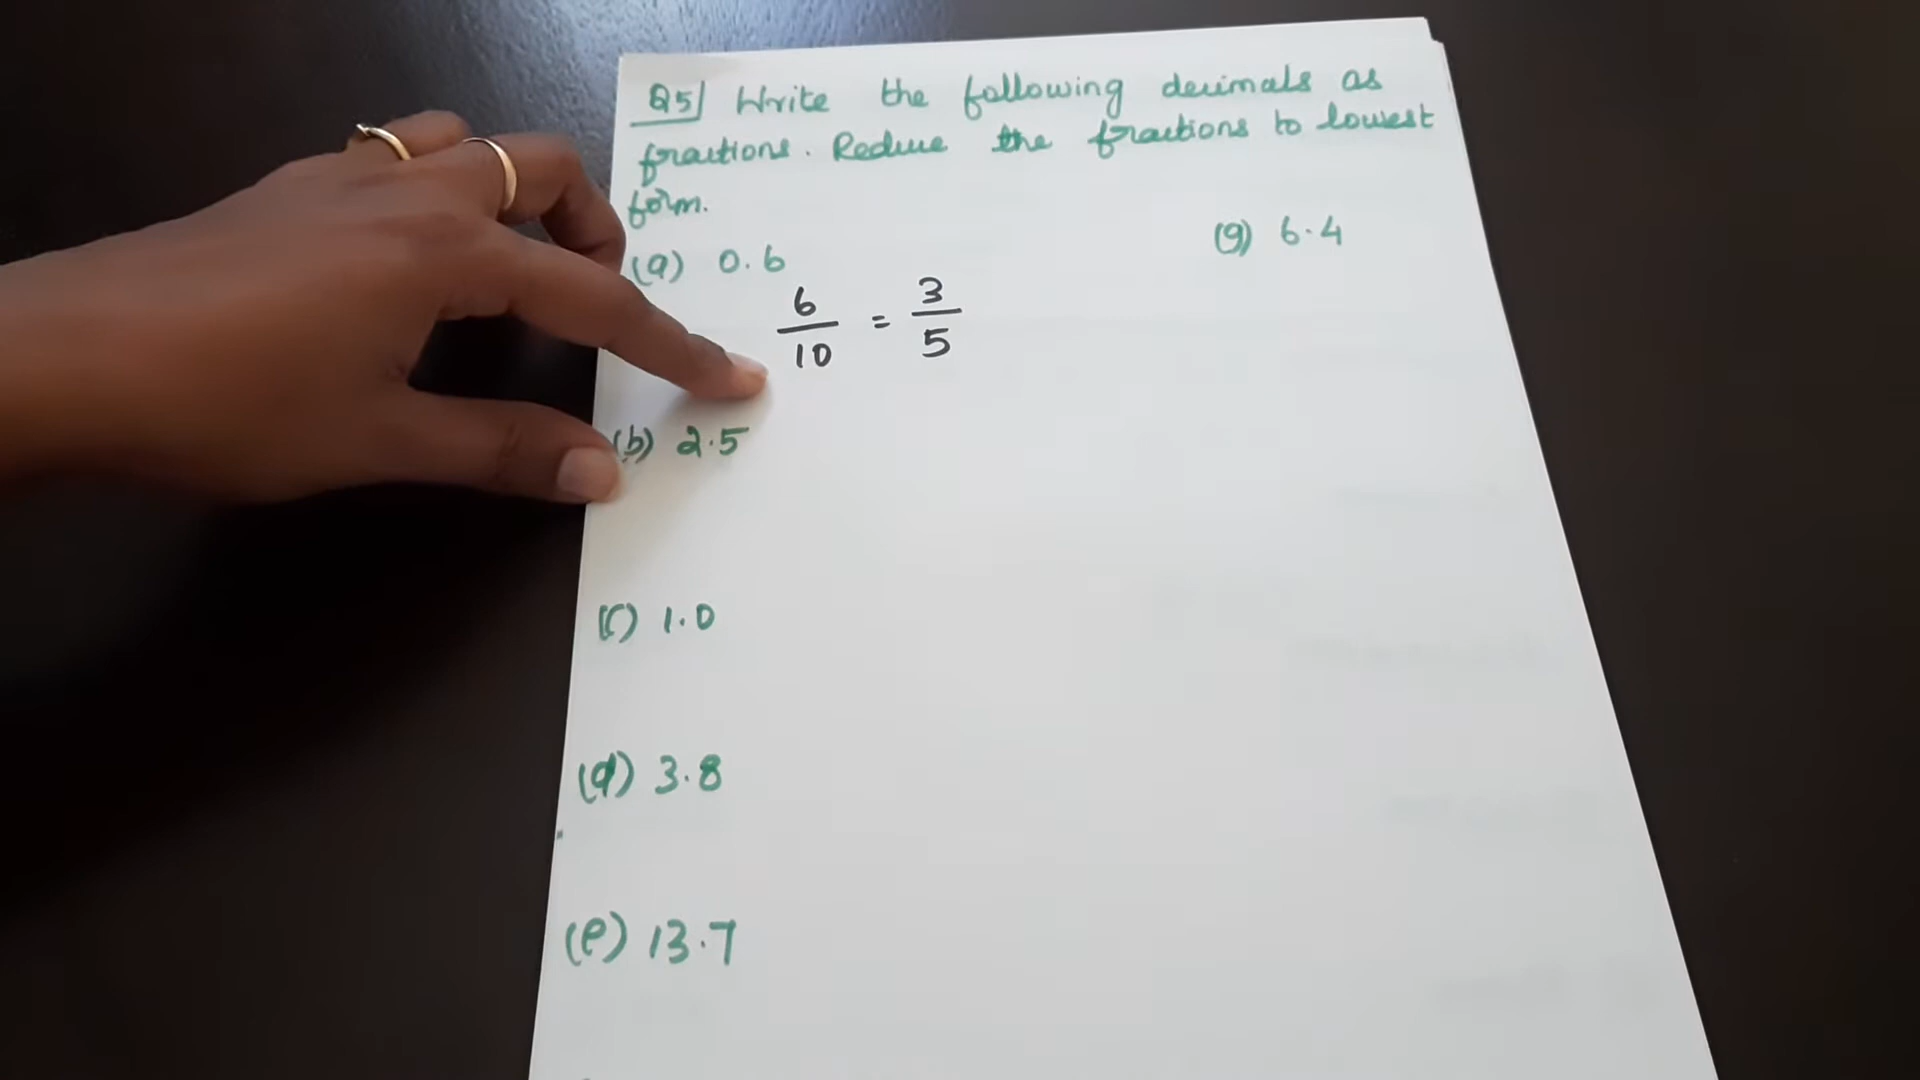 Q5| Write the following decimals as
fractions. Reduce the fractions to lowest
form.
(a) 0.6
6/10 = 3/5
(b) 2.5
(c) 1.0
(d) 3.8
(e) 13.7
(g) 6.4